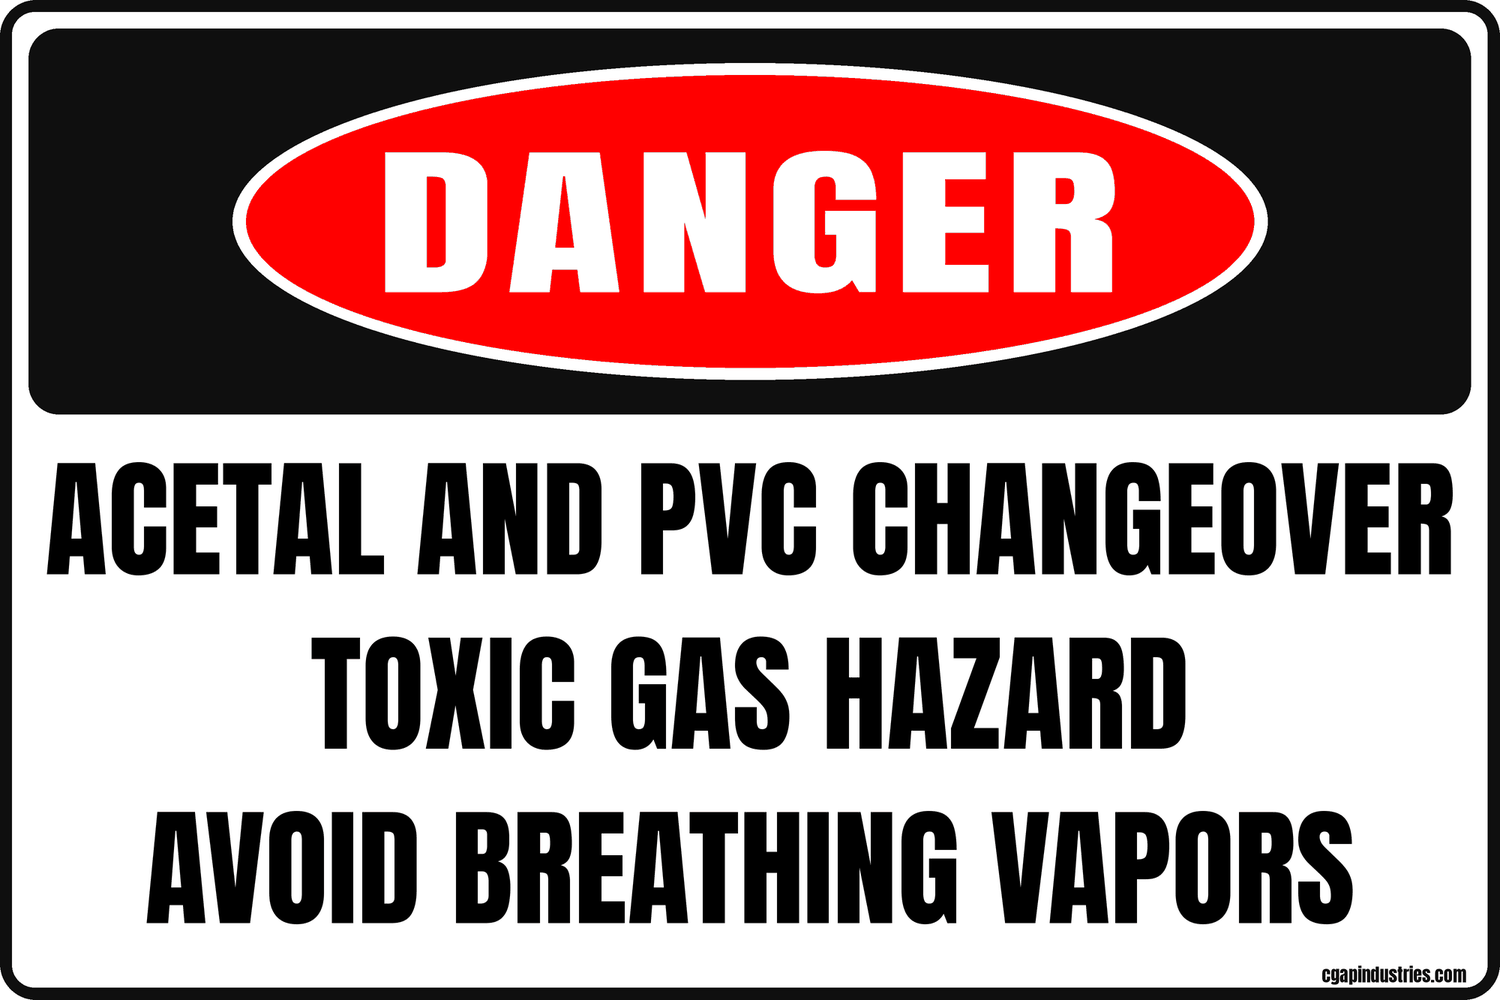 DANGER
ACETAL AND PVC CHANGEOVER
TOXIC GAS HAZARD
AVOID BREATHING VAPORS
cgapindustries.com